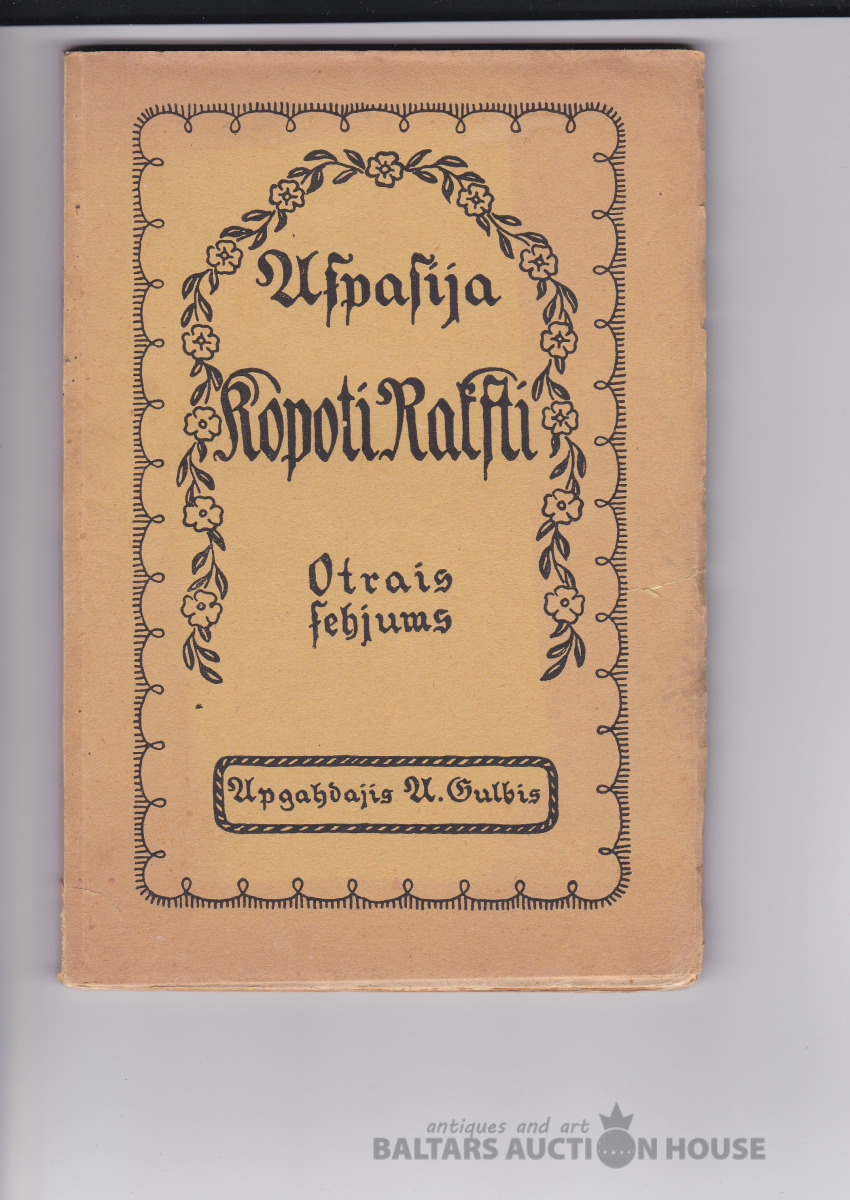 Aſpaſija
Kopoti Rakſti
Otrais
ſehjums
Apgahdajis A. Gulbis
antiques and art
BALTARS AUCTION HOUSE